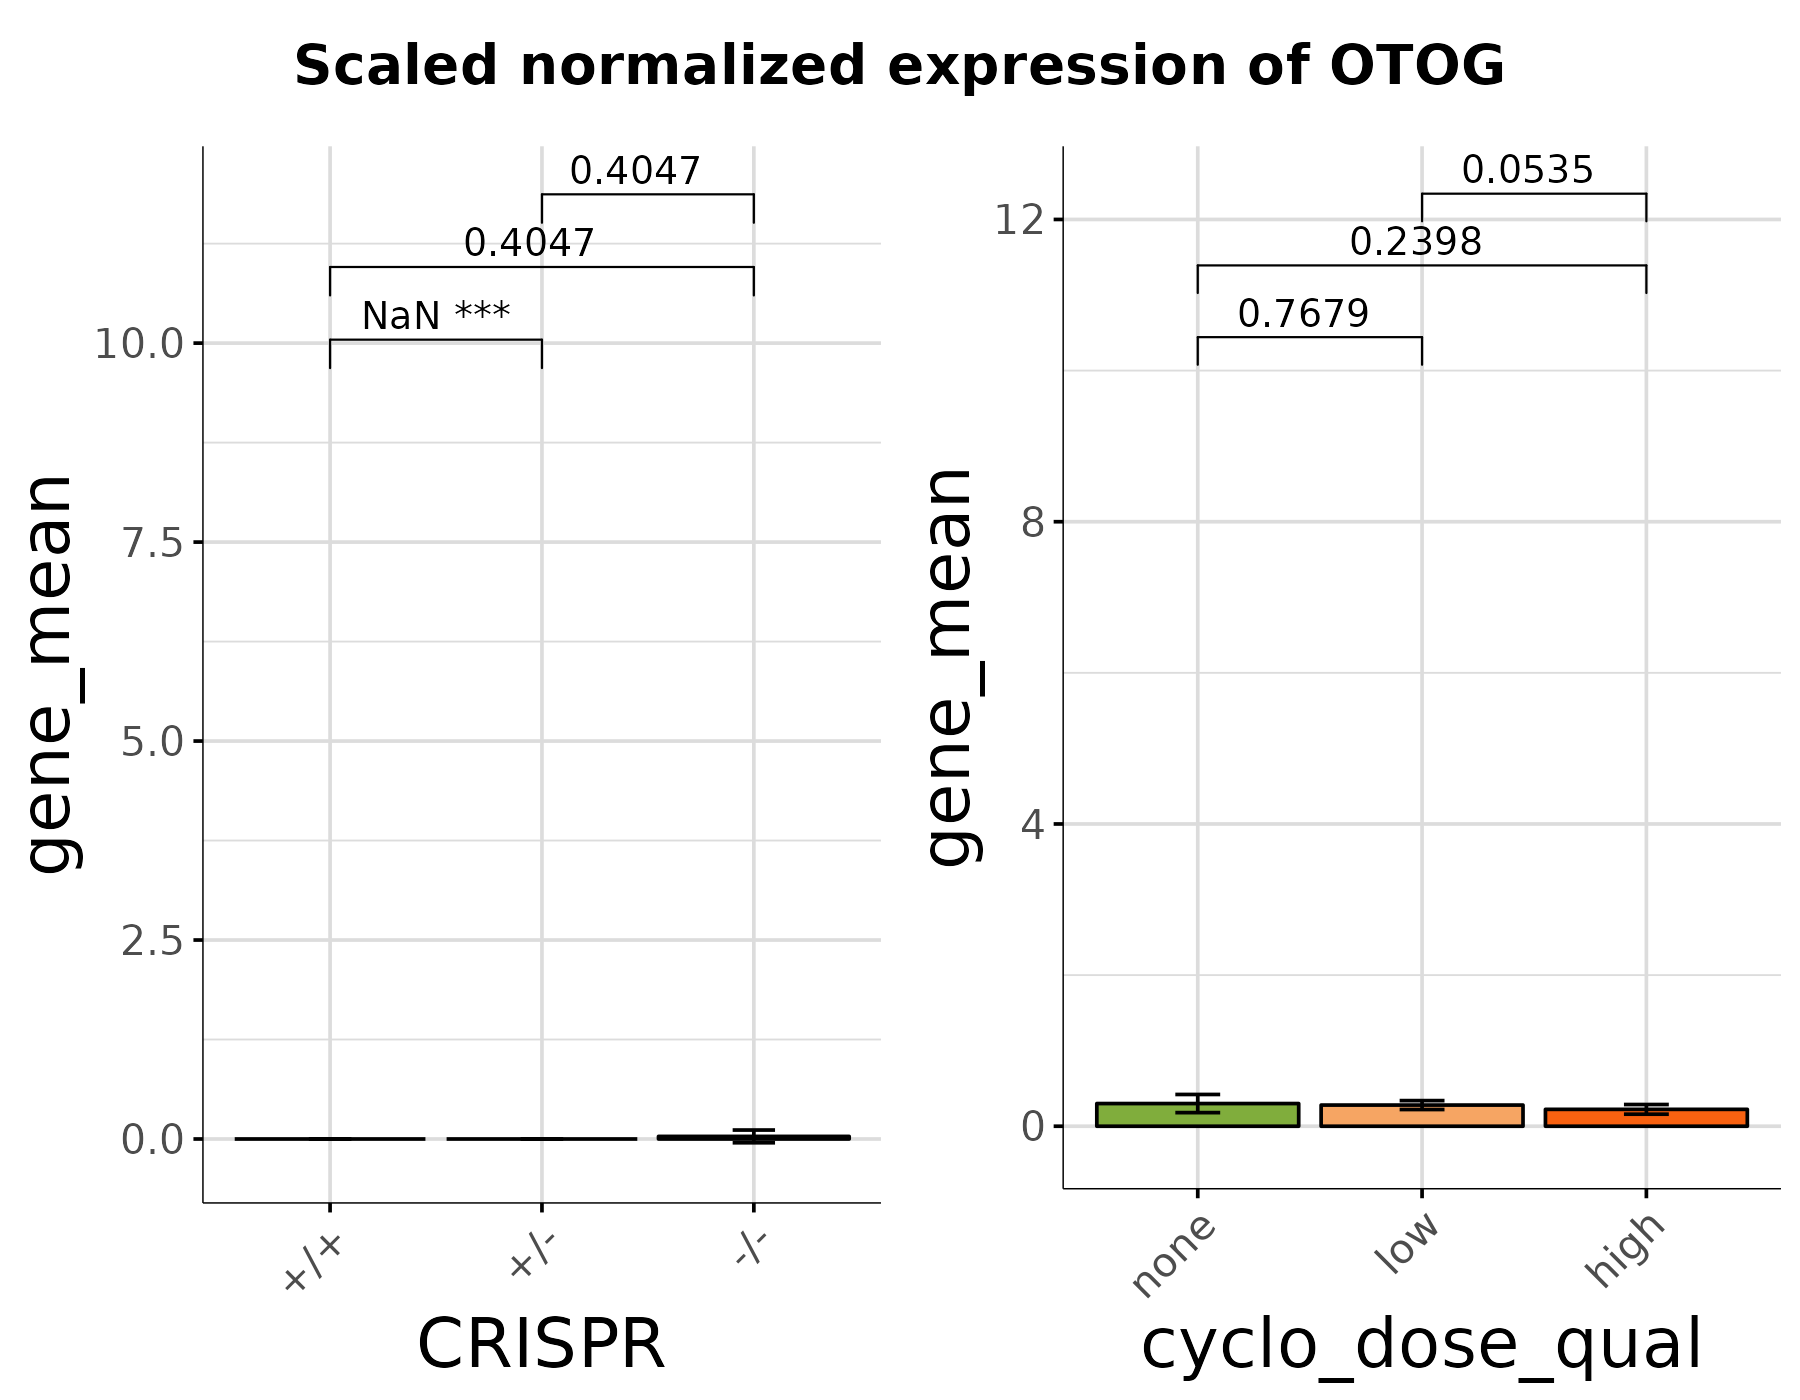 Scaled normalized expression of OTOG
gene_mean
10.0
7.5
5.0
2.5
0.0
0.4047
0.4047
NaN ***
+/+
+/-
-/-
CRISPR
gene_mean
12
8
4
0
0.0535
0.2398
0.7679
none
low
high
cyclo_dose_qual